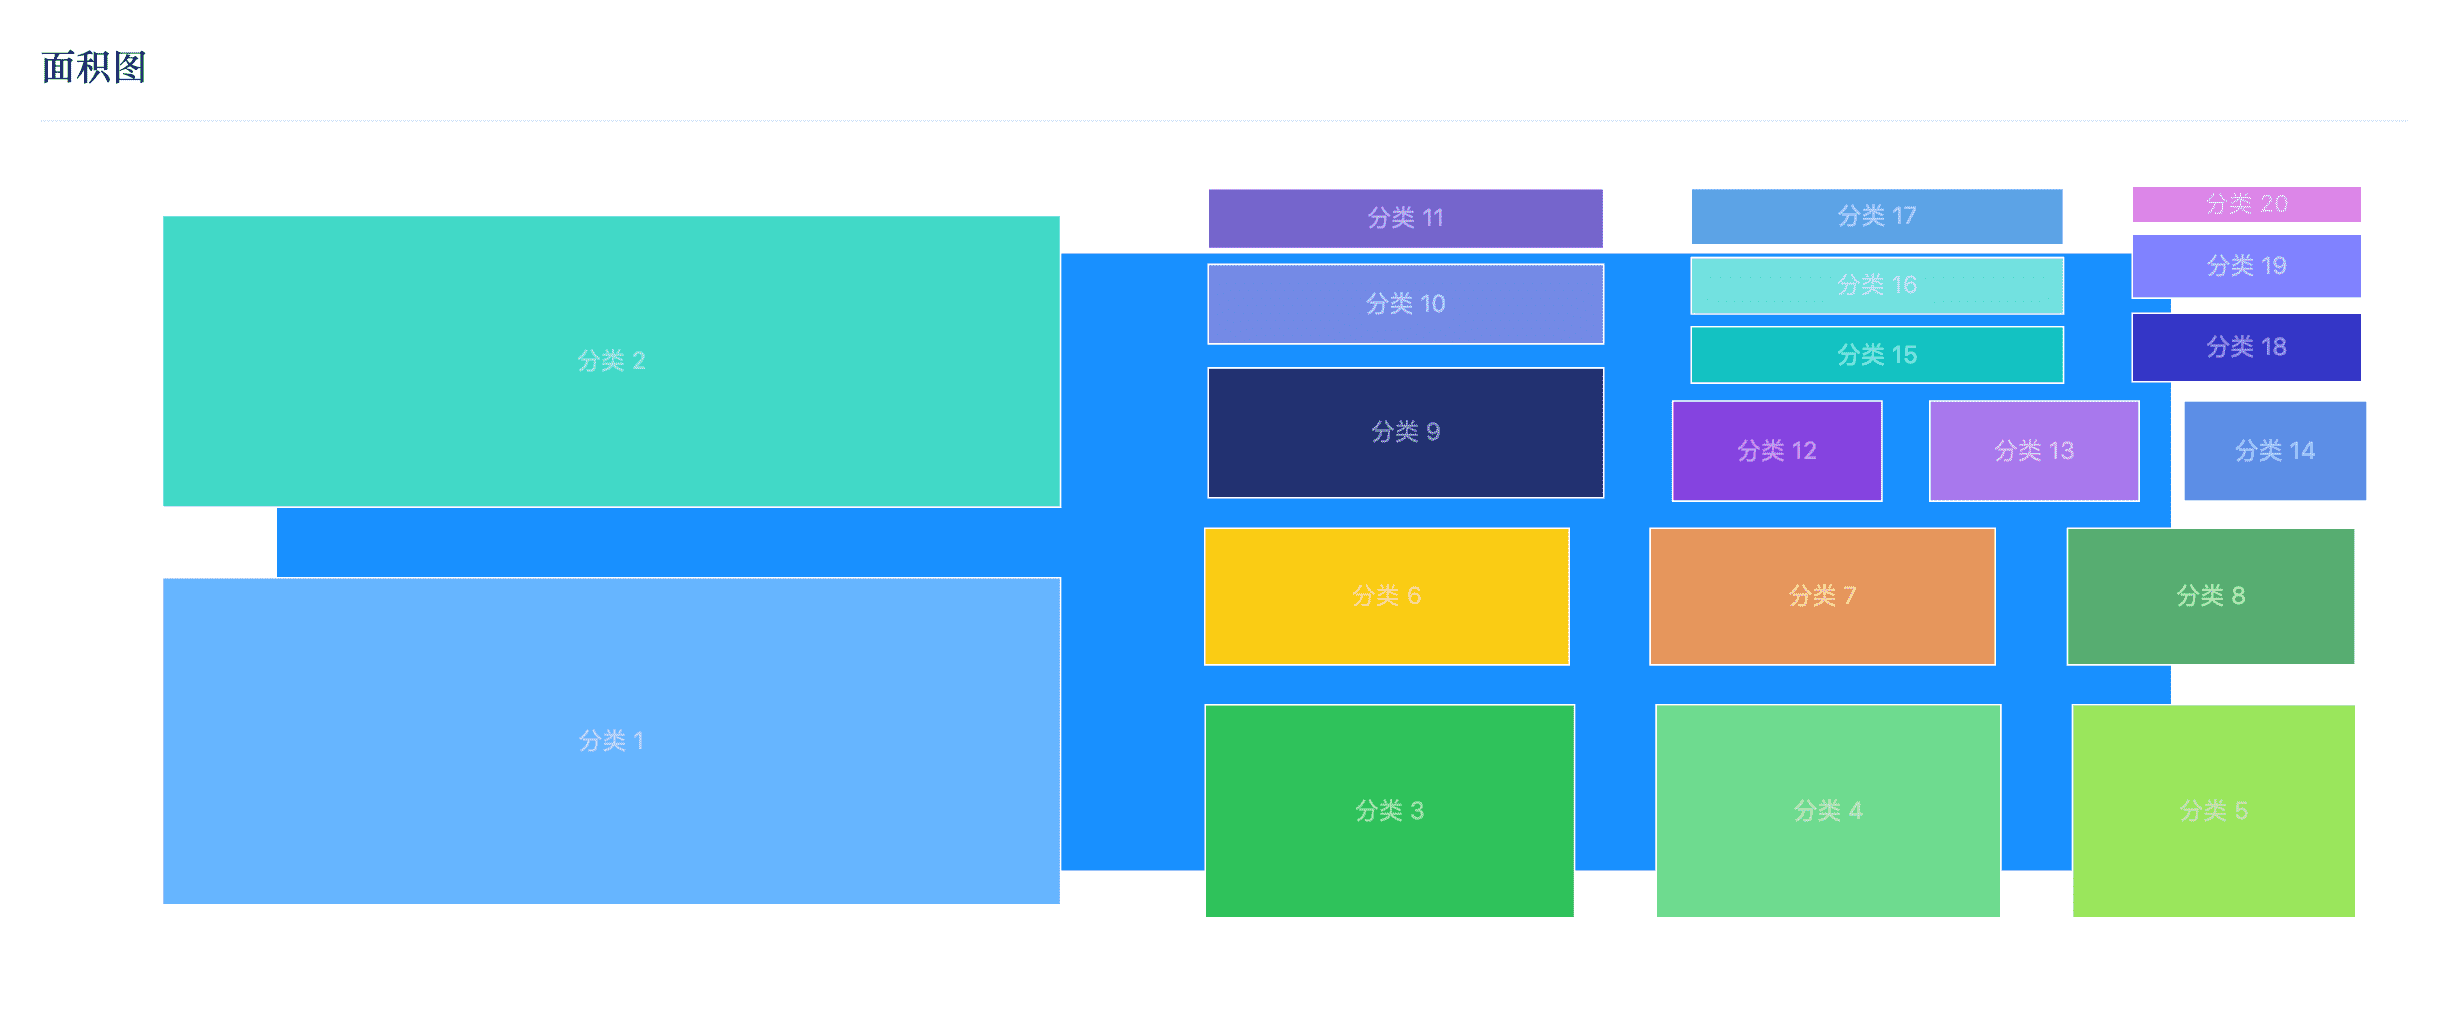 面积图
分类 11
分类 17
分类 20
分类 19
分类 10
分类 16
分类 2
分类 15
分类 18
分类 9
分类 12
分类 13
分类 14
分类 6
分类 7
分类 8
分类 1
分类 3
分类 4
分类 5